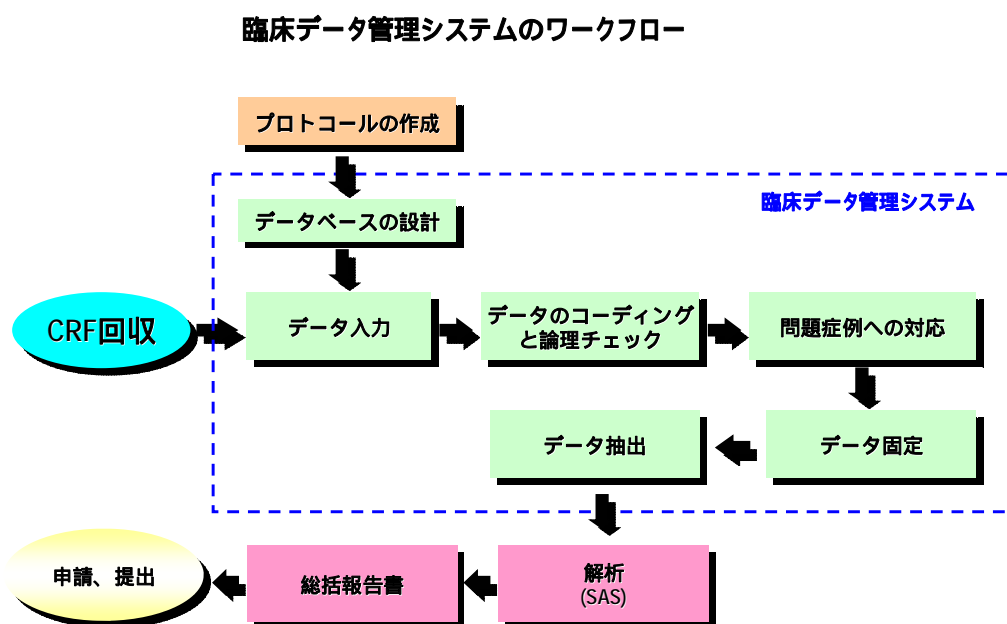 臨床データ管理システムのワークフロー
プロトコールの作成
臨床データ管理システム
データベースの設計
CRF回収
データ入力
データのコーディング
と論理チェック
問題症例への対応
データ抽出
データ固定
申請、提出
総括報告書
解析
(SAS)